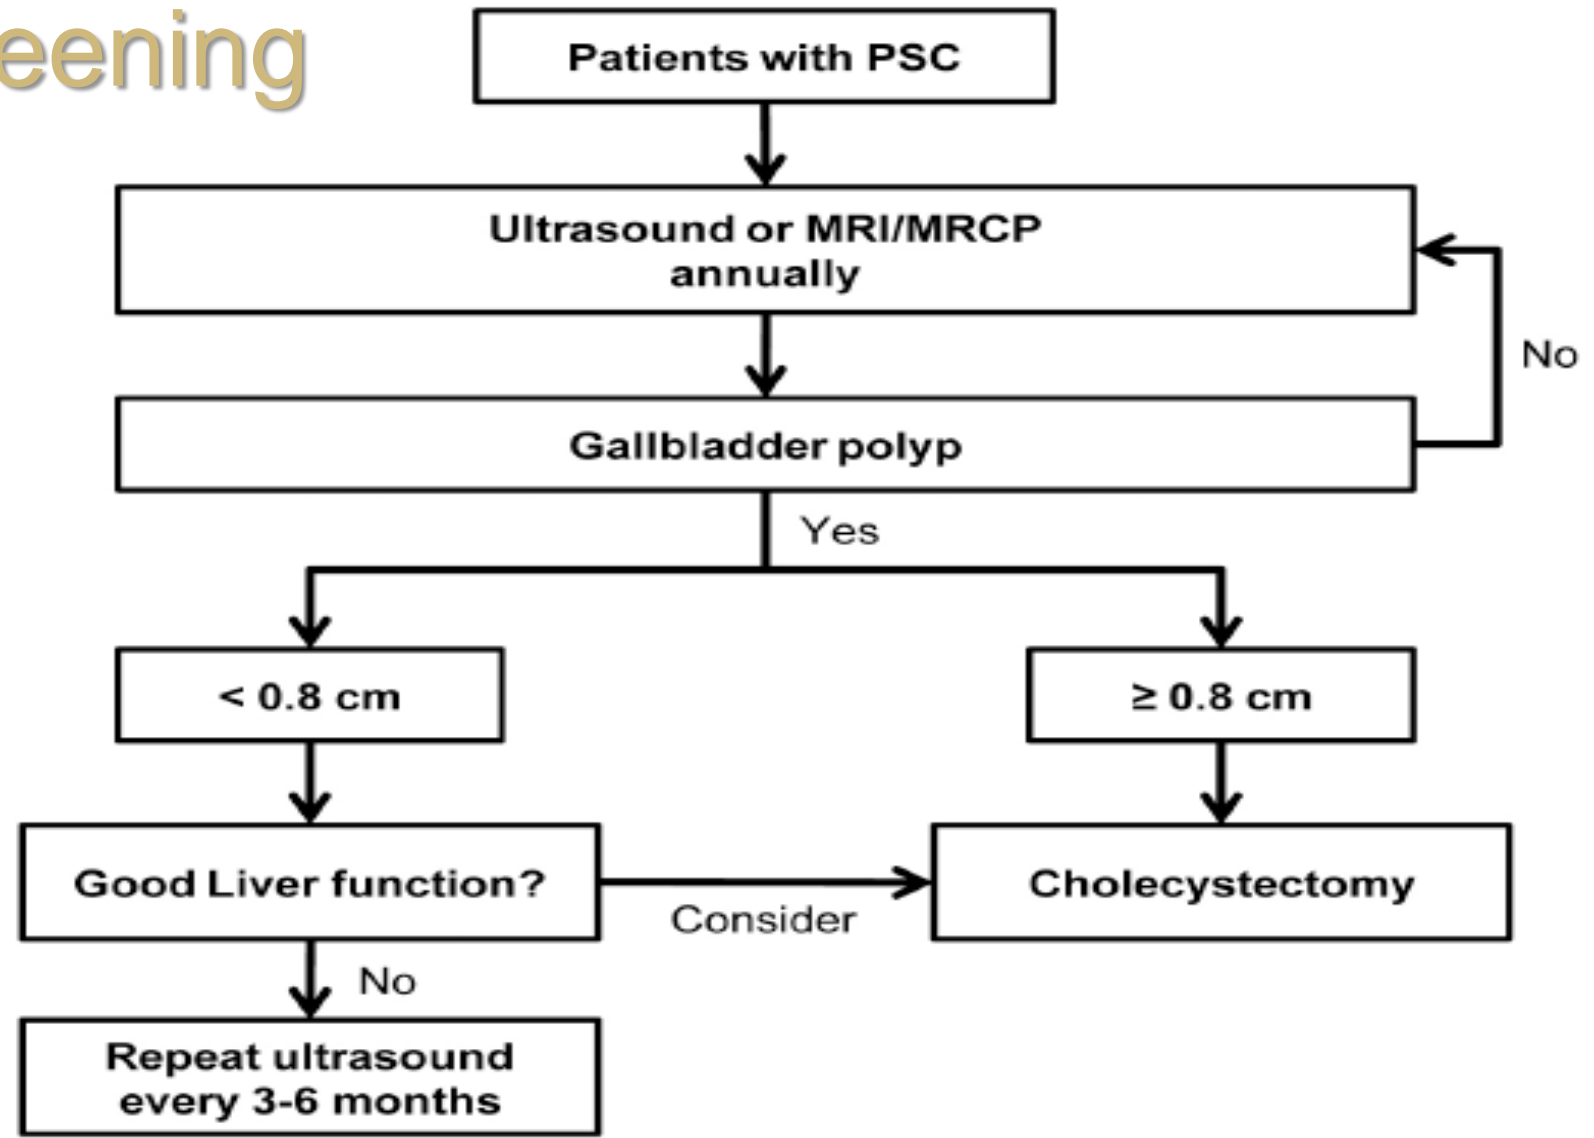 eening
Patients with PSC
Ultrasound or MRI/MRCP
annually
No
Gallbladder polyp
Yes
< 0.8 cm
≥ 0.8 cm
Good Liver function?
Consider
Cholecystectomy
No
Repeat ultrasound
every 3-6 months